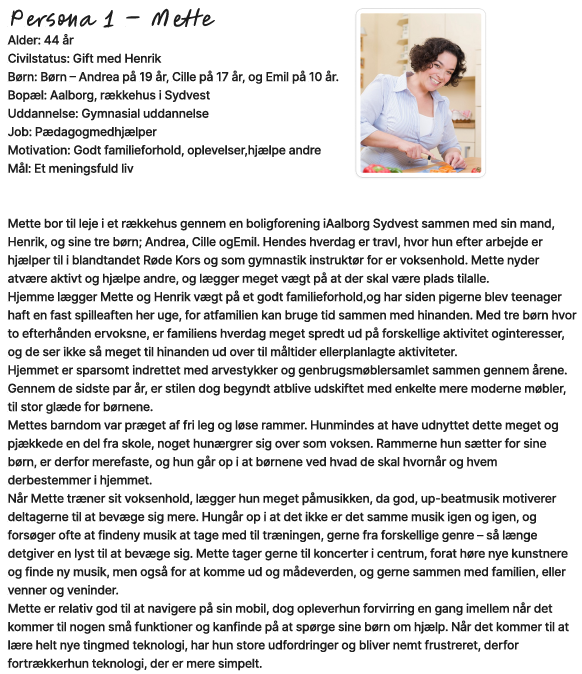 Persona 1 – Mette
Alder: 44 år
Civilstatus: Gift med Henrik
Børn: Børn – Andrea på 19 år, Cille på 17 år, og Emil på 10 år.
Bopæl: Aalborg, rækkehus i Sydvest
Uddannelse: Gymnasial uddannelse
Job: Pædagogmedhjælper
Motivation: Godt familieforhold, oplevelser,hjælpe andre
Mål: Et meningsfuld liv
Mette bor til leje i et rækkehus gennem en boligforening iAalborg Sydvest sammen med sin mand,
Henrik, og sine tre børn; Andrea, Cille ogEmil. Hendes hverdag er travl, hvor hun efter arbejde er
hjælper til i blandtandet Røde Kors og som gymnastik instruktør for er voksenhold. Mette nyder
atvære aktivt og hjælpe andre, og lægger meget vægt på at der skal være plads tilalle.
Hjemme lægger Mette og Henrik vægt på et godt familieforhold,og har siden pigerne blev teenager
haft en fast spilleaften her uge, for atfamilien kan bruge tid sammen med hinanden. Med tre børn hvor
to efterhånden ervoksne, er familiens hverdag meget spredt ud på forskellige aktivitet oginteresser,
og de ser ikke så meget til hinanden ud over til måltider ellerplanlagte aktiviteter.
Hjemmet er sparsomt indrettet med arvestykker og genbrugsmøblersamlet sammen gennem årene.
Gennem de sidste par år, er stilen dog begyndt atblive udskiftet med enkelte mere moderne møbler,
til stor glæde for børnene.
Mettes barndom var præget af fri leg og løse rammer. Hunmindes at have udnyttet dette meget og
pjækkede en del fra skole, noget hunærgrer sig over som voksen. Rammerne hun sætter for sine
børn, er derfor merefaste, og hun går op i at børnene ved hvad de skal hvornår og hvem
derbestemmer i hjemmet.
Når Mette træner sit voksenhold, lægger hun meget påmusikken, da god, up-beatmusik motiverer
deltagerne til at bevæge sig mere. Hungår op i at det ikke er det samme musik igen og igen, og
forsøger ofte at findeny musik at tage med til træningen, gerne fra forskellige genre – så længe
detgiver en lyst til at bevæge sig. Mette tager gerne til koncerter i centrum, forat høre nye kunstnere
og finde ny musik, men også for at komme ud og mådeverden, og gerne sammen med familien, eller
venner og veninder.
Mette er relativ god til at navigere på sin mobil, dog opleverhun forvirring en gang imellem når det
kommer til nogen små funktioner og kanfinde på at spørge sine børn om hjælp. Når det kommer til at
lære helt nye tingmed teknologi, har hun store udfordringer og bliver nemt frustreret, derfor
fortrækkerhun teknologi, der er mere simpelt.